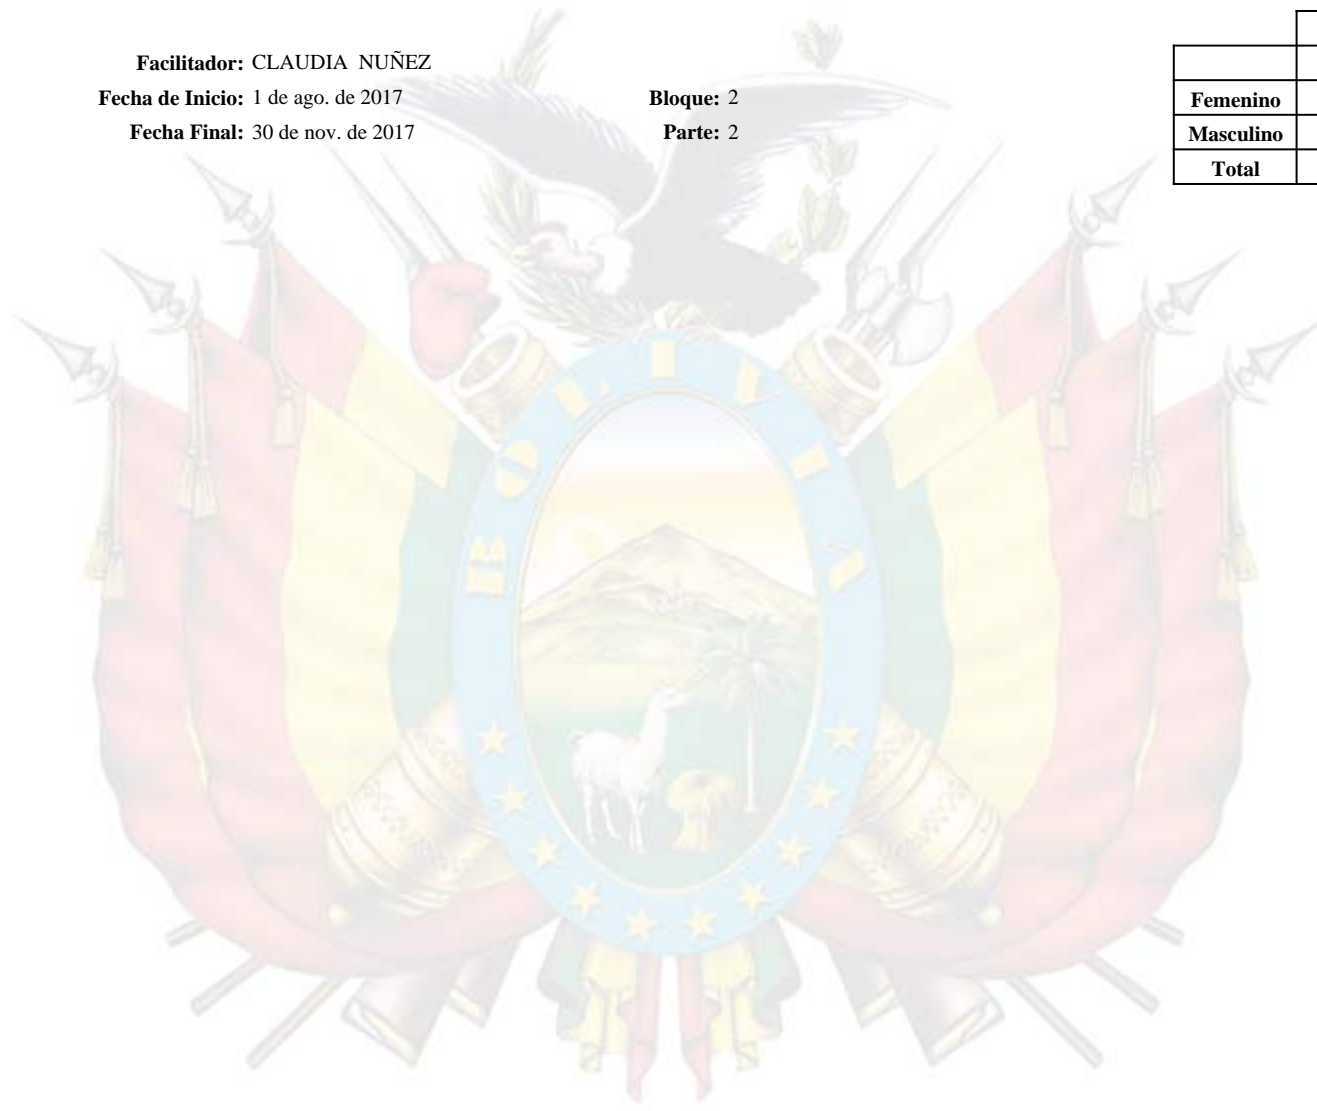 Facilitador: CLAUDIA NUÑEZ
Fecha de Inicio: 1 de ago. de 2017 Bloque: 2
Fecha Final: 30 de nov. de 2017 Parte: 2
Femenino
Masculino
Total
BOLIVIA